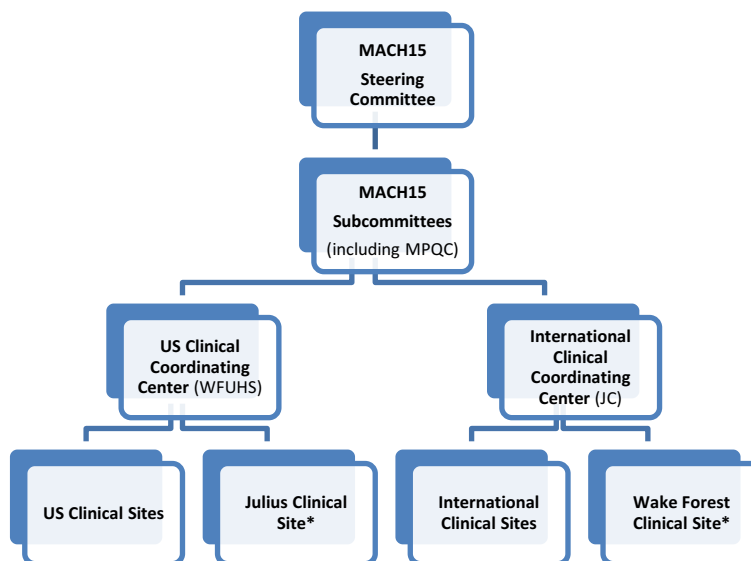 MACH15
Steering
Committee
MACH15
Subcommittees
(including MPQC)
US Clinical
Coordinating
Center (WFUHS)
International
Clinical
Coordinating
Center (JC)
US Clinical Sites
Julius Clinical
Site*
International
Clinical Sites
Wake Forest
Clinical Site*